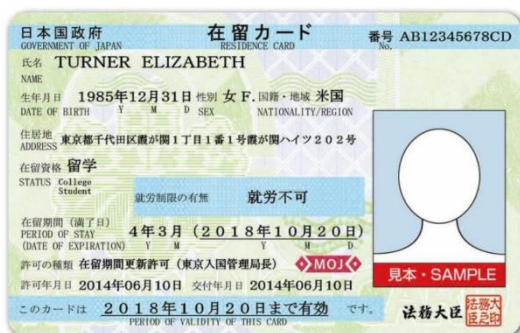 日本国政府 在留カード 番号 AB12345678CD
GOVERNMENT OF JAPAN RESIDENCE CARD No.
氏名 TURNER ELIZABETH
NAME
生年月日 1985年12月31日 性別 女 F. 国籍・地域 米国
DATE OF BIRTH Y M D SEX NATIONALITY/REGION
住居地 東京都千代田区霞が関1丁目1番1号霞が関ハイツ202号
ADDRESS
在留資格 留学
STATUS College Student
就労制限の有無 就労不可
在留期間(満了日) 4年3月(2018年10月20日)
PERIOD OF STAY
(DATE OF EXPIRATION) Y M Y M D
許可の種類 在留期間更新許可(東京入国管理局長) MOJ
見本・SAMPLE
許可年月日 2014年06月10日 交付年月日 2014年06月10日
このカードは 2018年10月20日まで有効 です。
PERIOD OF VALIDITY OF THIS CARD
法務大臣